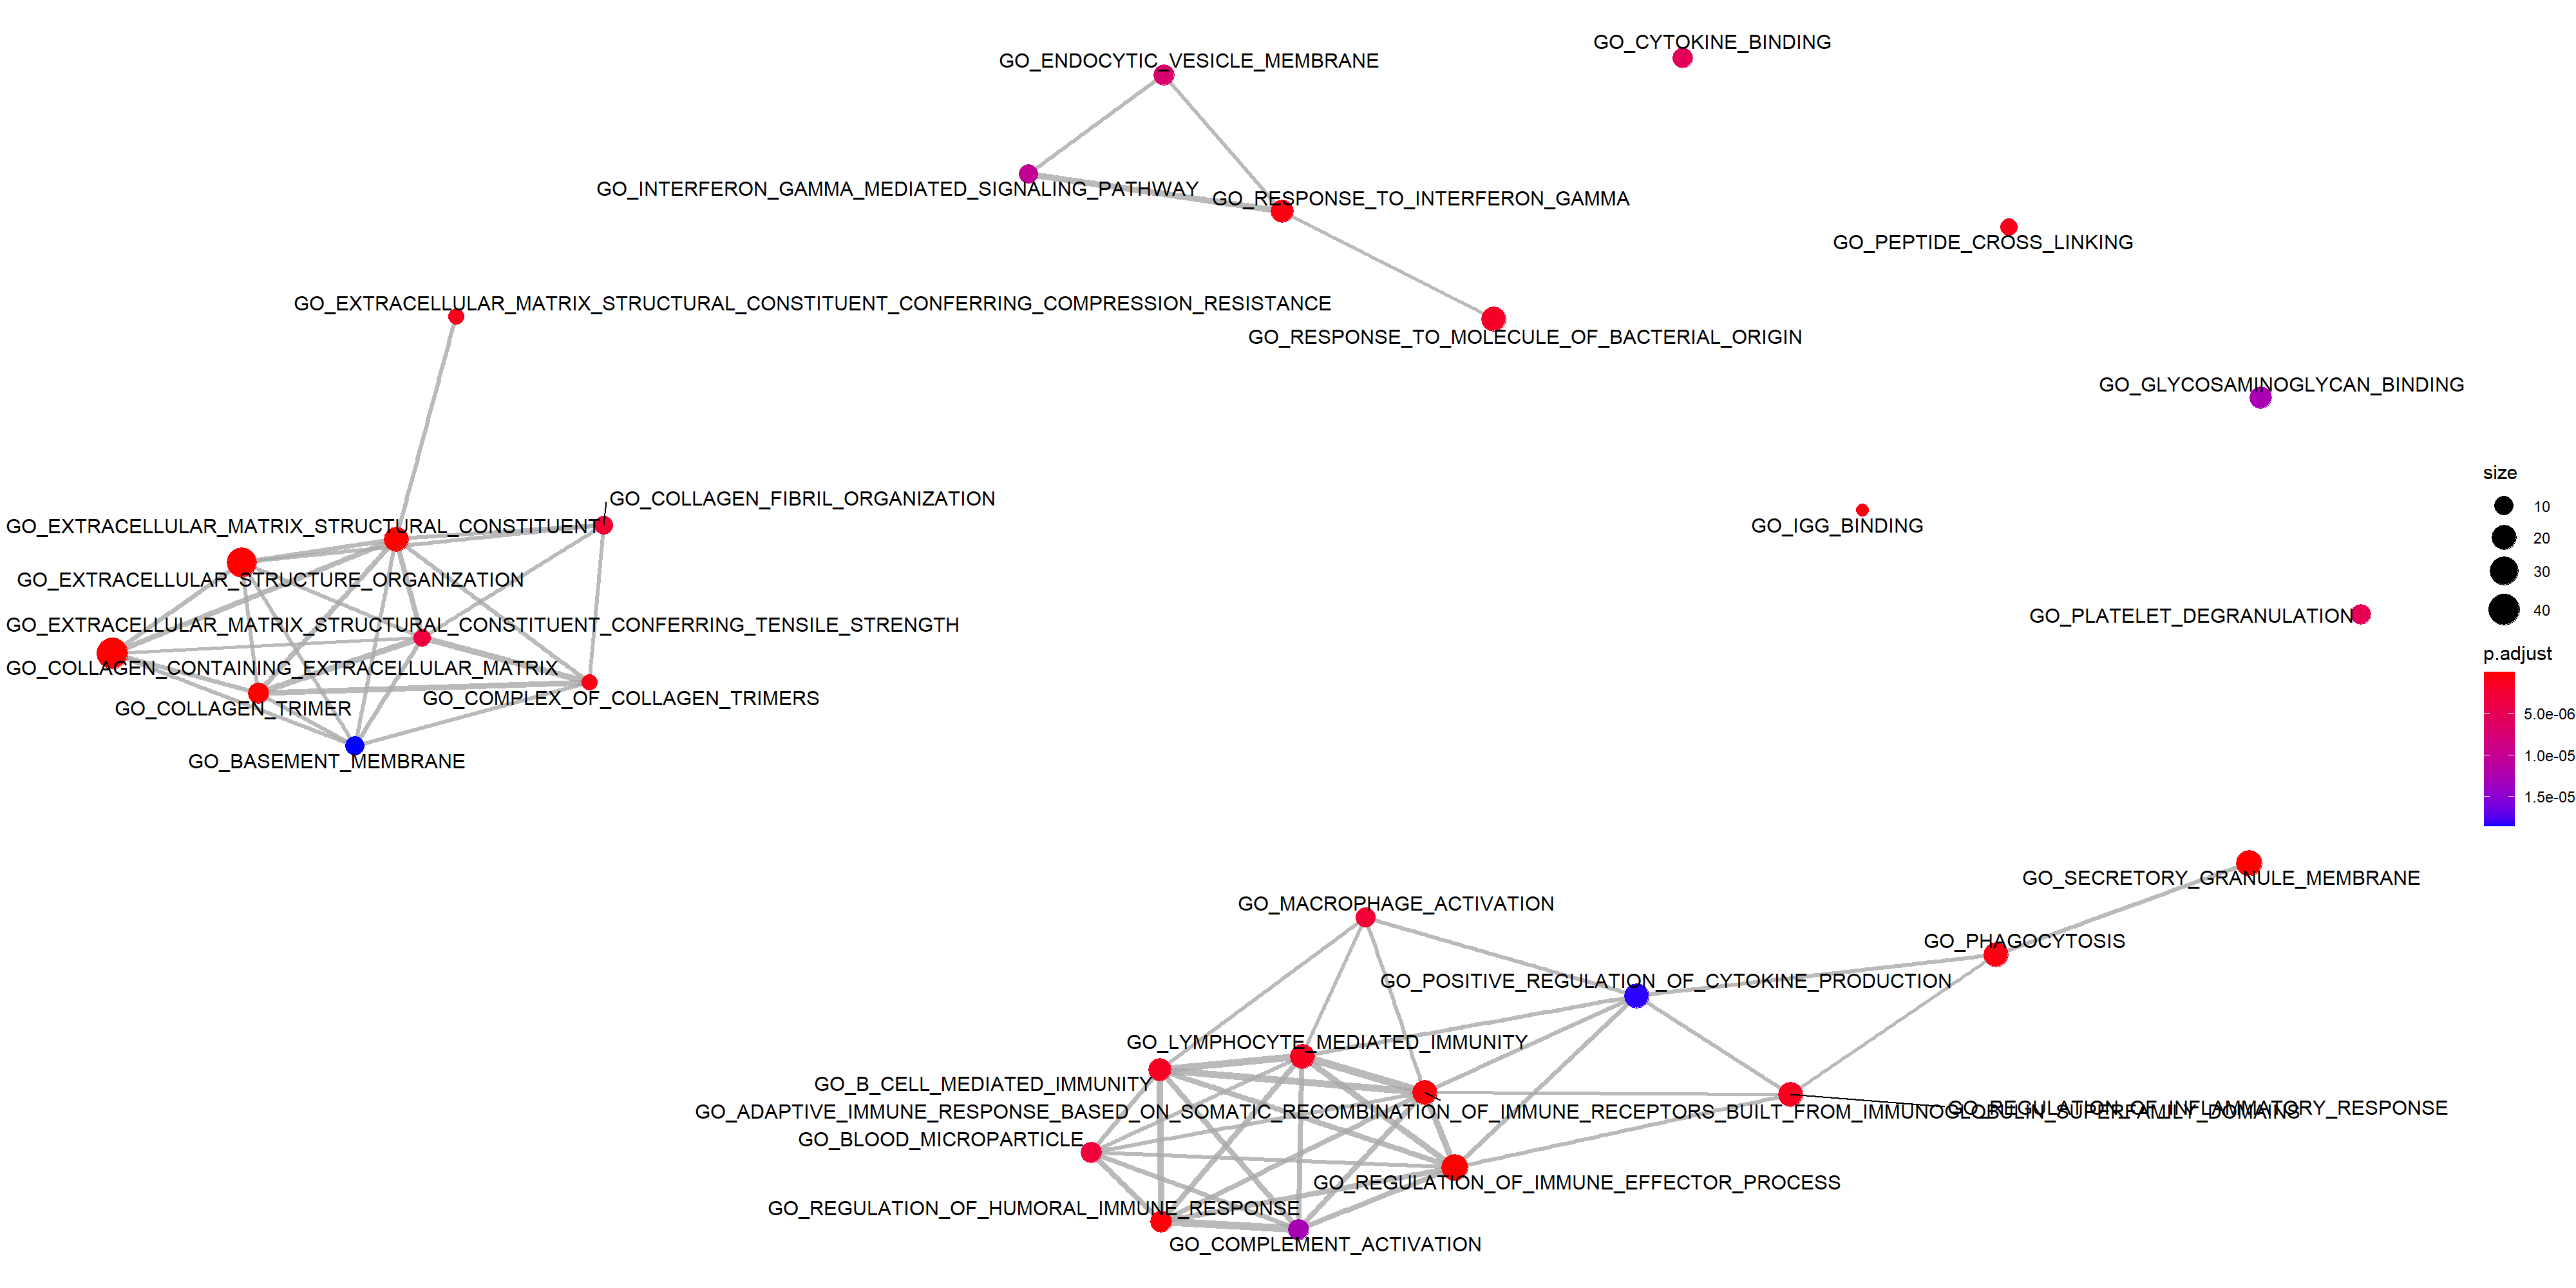 GO_CYTOKINE_BINDING
GO_ENDOCYTIC_VESICLE_MEMBRANE
GO_INTERFERON_GAMMA_MEDIATED_SIGNALING_PATHWAY
GO_RESPONSE_TO_INTERFERON_GAMMA
GO_PEPTIDE_CROSS_LINKING
GO_EXTRACELLULAR_MATRIX_STRUCTURAL_CONSTITUENT_CONFERRING_COMPRESSION_RESISTANCE
GO_RESPONSE_TO_MOLECULE_OF_BACTERIAL_ORIGIN
GO_GLYCOSAMINOGLYCAN_BINDING
GO_COLLAGEN_FIBRIL_ORGANIZATION
GO_EXTRACELLULAR_MATRIX_STRUCTURAL_CONSTITUENT
GO_IGG_BINDING
GO_EXTRACELLULAR_STRUCTURE_ORGANIZATION
GO_PLATELET_DEGRANULATION
GO_EXTRACELLULAR_MATRIX_STRUCTURAL_CONSTITUENT_CONFERRING_TENSILE_STRENGTH
GO_COLLAGEN_CONTAINING_EXTRACELLULAR_MATRIX
GO_COMPLEX_OF_COLLAGEN_TRIMERS
GO_COLLAGEN_TRIMER
GO_BASEMENT_MEMBRANE
size
10
20
30
40
p.adjust
5.0e-06
1.0e-05
1.5e-05
GO_SECRETORY_GRANULE_MEMBRANE
GO_MACROPHAGE_ACTIVATION
GO_PHAGOCYTOSIS
GO_POSITIVE_REGULATION_OF_CYTOKINE_PRODUCTION
GO_LYMPHOCYTE_MEDIATED_IMMUNITY
GO_B_CELL_MEDIATED_IMMUNITY
GO_REGULATION_OF_INFLAMMATORY_RESPONSE
GO_ADAPTIVE_IMMUNE_RESPONSE_BASED_ON_SOMATIC_RECOMBINATION_OF_IMMUNE_RECEPTORS_BUILT_FROM_IMMUNOGLOBULIN_SUPERFAMILY_DOMAINS
GO_BLOOD_MICROPARTICLE
GO_REGULATION_OF_IMMUNE_EFFECTOR_PROCESS
GO_REGULATION_OF_HUMORAL_IMMUNE_RESPONSE
GO_COMPLEMENT_ACTIVATION